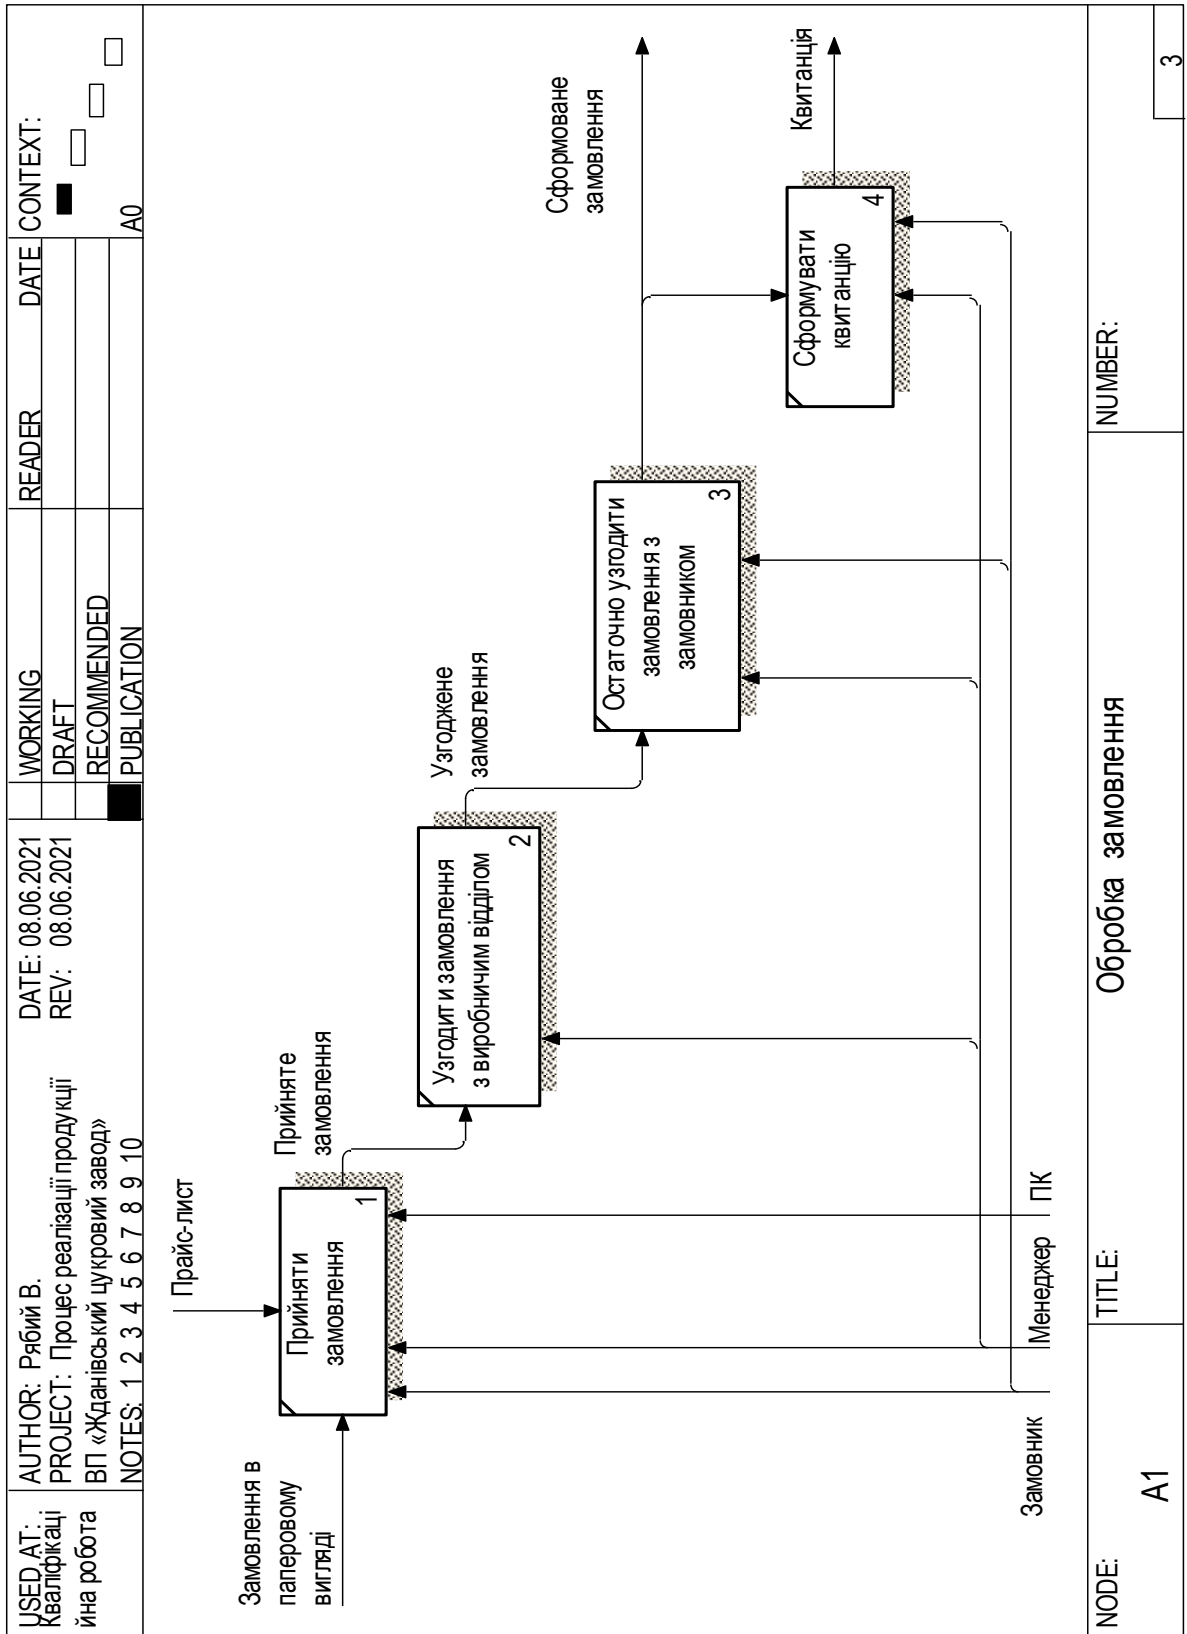 USED AT:
Кваліфікаці
йна робота
AUTHOR: Рябий В.
PROJECT: Процес реалізації продукції
ВП «Жданівський цукровий завод»
NOTES: 1 2 3 4 5 6 7 8 9 10
DATE: 08.06.2021
REV: 08.06.2021
WORKING
DRAFT
RECOMMENDED
PUBLICATION
READER
DATE
CONTEXT:
A0
Прайс-лист
Замовлення в
паперовому
вигляді
Прийняти
замовлення
1
Прийняте
замовлення
Узгодити замовлення
з виробничим відділом
2
Узгоджене
замовлення
Остаточно узгодити
замовлення з
замовником
3
Сформоване
замовлення
Сформувати
квитанцію
4
Квитанція
Замовник
Менеджер
ПК
NODE:
A1
TITLE:
Обробка замовлення
NUMBER:
3